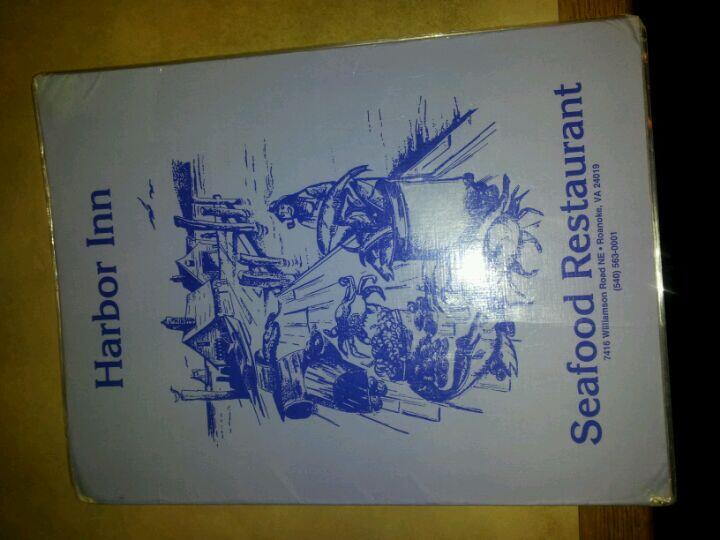 Harbor Inn
Seafood Restaurant
7416 Williamson Road NE • Roanoke, VA 24019
(540) 563-0001